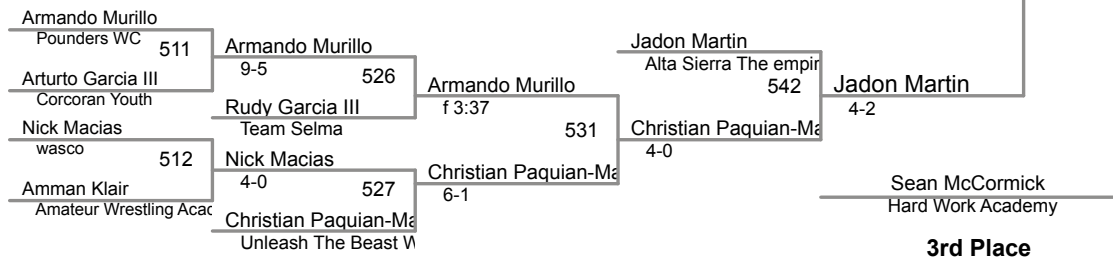 Armando Murillo
Pounders WC
511
Arturto Garcia III
Corcoran Youth
Nick Macias
wasco
512
Amman Klair
Amateur Wrestling Acad
Armando Murillo
9-5
526
Rudy Garcia III
Team Selma
Nick Macias
4-0
527
Christian Paquian-Ma
Unleash The Beast W
Armando Murillo
f 3:37
531
Christian Paquian-Ma
6-1
Jadon Martin
Alta Sierra The empir
542
Christian Paquian-Ma
4-0
Jadon Martin
4-2
Sean McCormick
Hard Work Academy
3rd Place